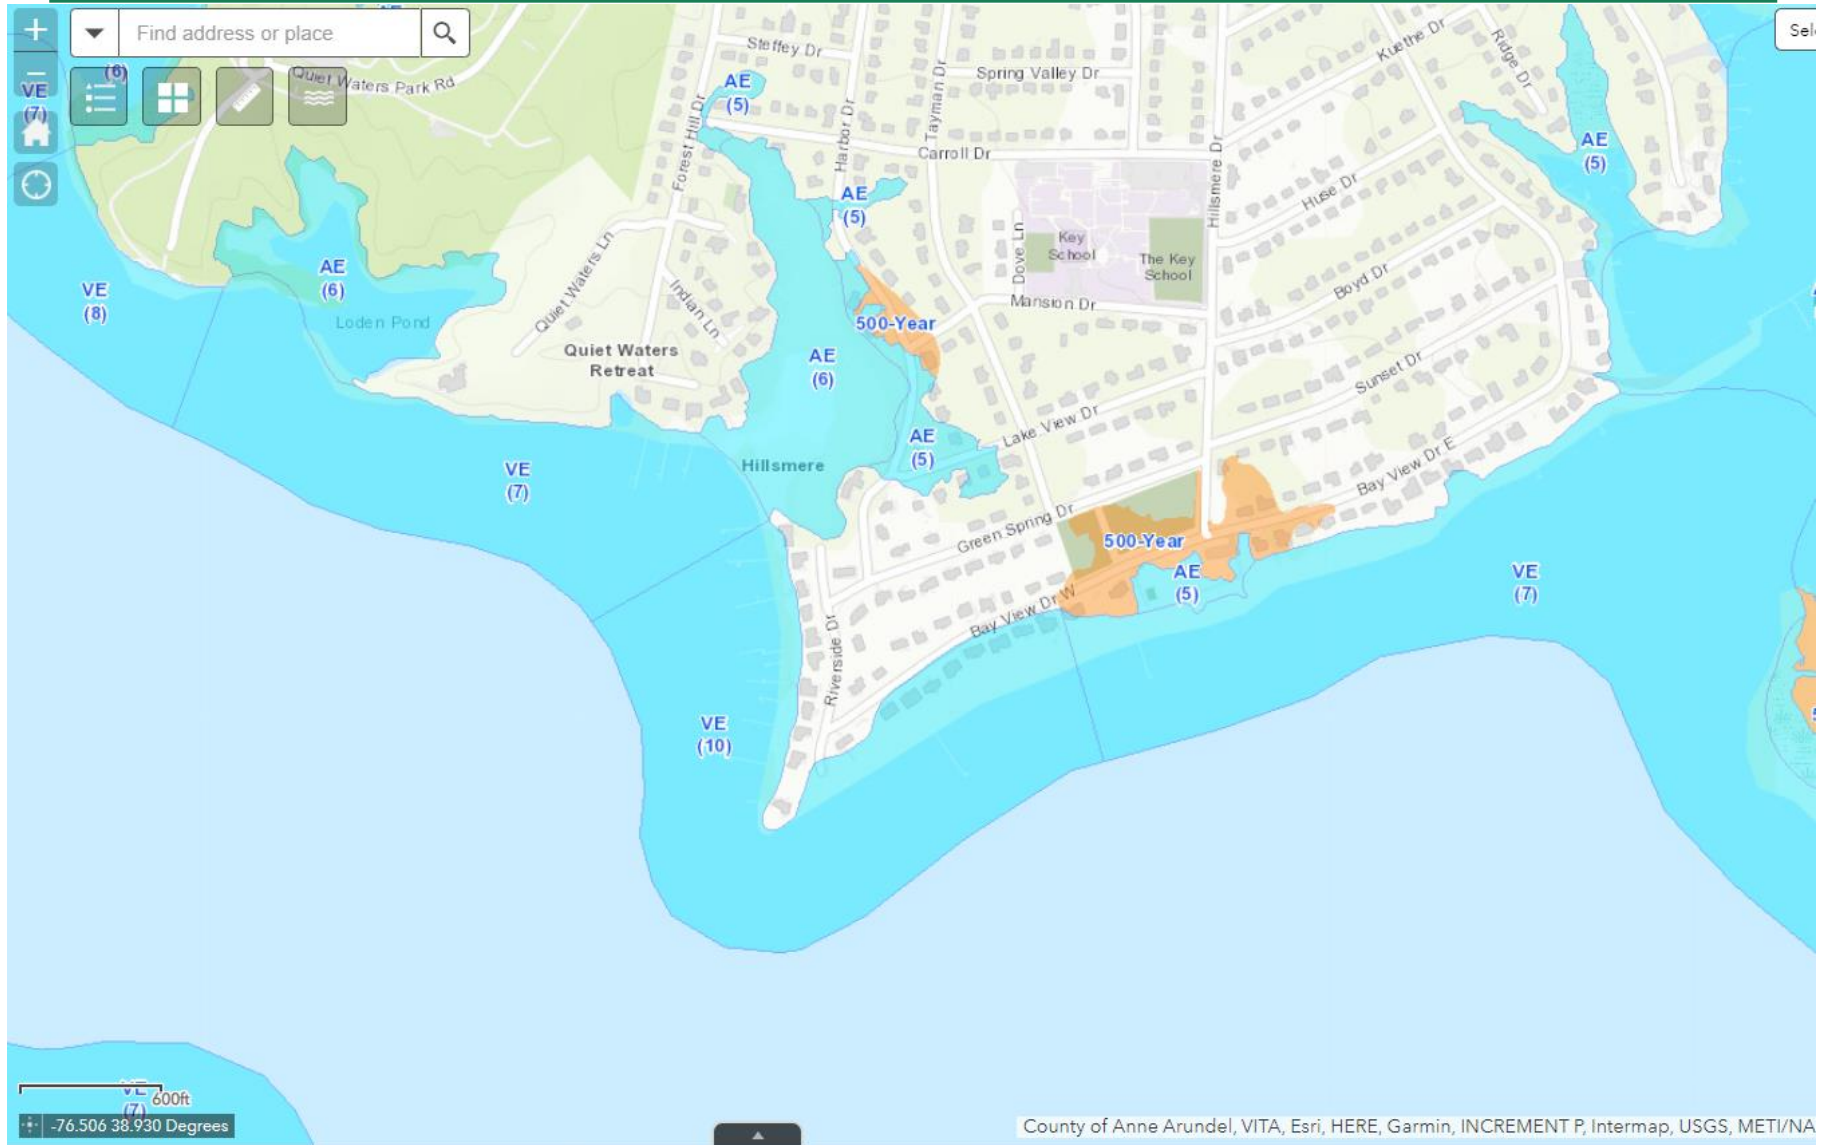 Find address or place
Sel
AE
(6)
VE
(7)
Quiet Waters Park Rd
Steffey Dr
Kuethe Dr
Ridge Dr
Spring Valley Dr
AE
(5)
Forest Hill Dr
Harbor Dr
Tayman Dr
Carroll Dr
Hillsmere Dr
AE
(5)
AE
(5)
Huse Dr
Dove Ln
Key
School
The Key
School
Quiet Waters Ln
AE
(6)
VE
(8)
Loden Pond
Indian Ln
Mansion Dr
Boyd Dr
500-Year
Quiet Waters
Retreat
AE
(6)
Sunset Dr
Lake View Dr
AE
(5)
Hillsmere
VE
(7)
Bay View Dr E
Green Spring Dr
500-Year
AE
(5)
VE
(7)
Bay View Dr W
Riverside Dr
VE
(10)
VE
(7)
600ft
-76.506 38.930 Degrees
County of Anne Arundel, VITA, Esri, HERE, Garmin, INCREMENT P, Intermap, USGS, METI/NA